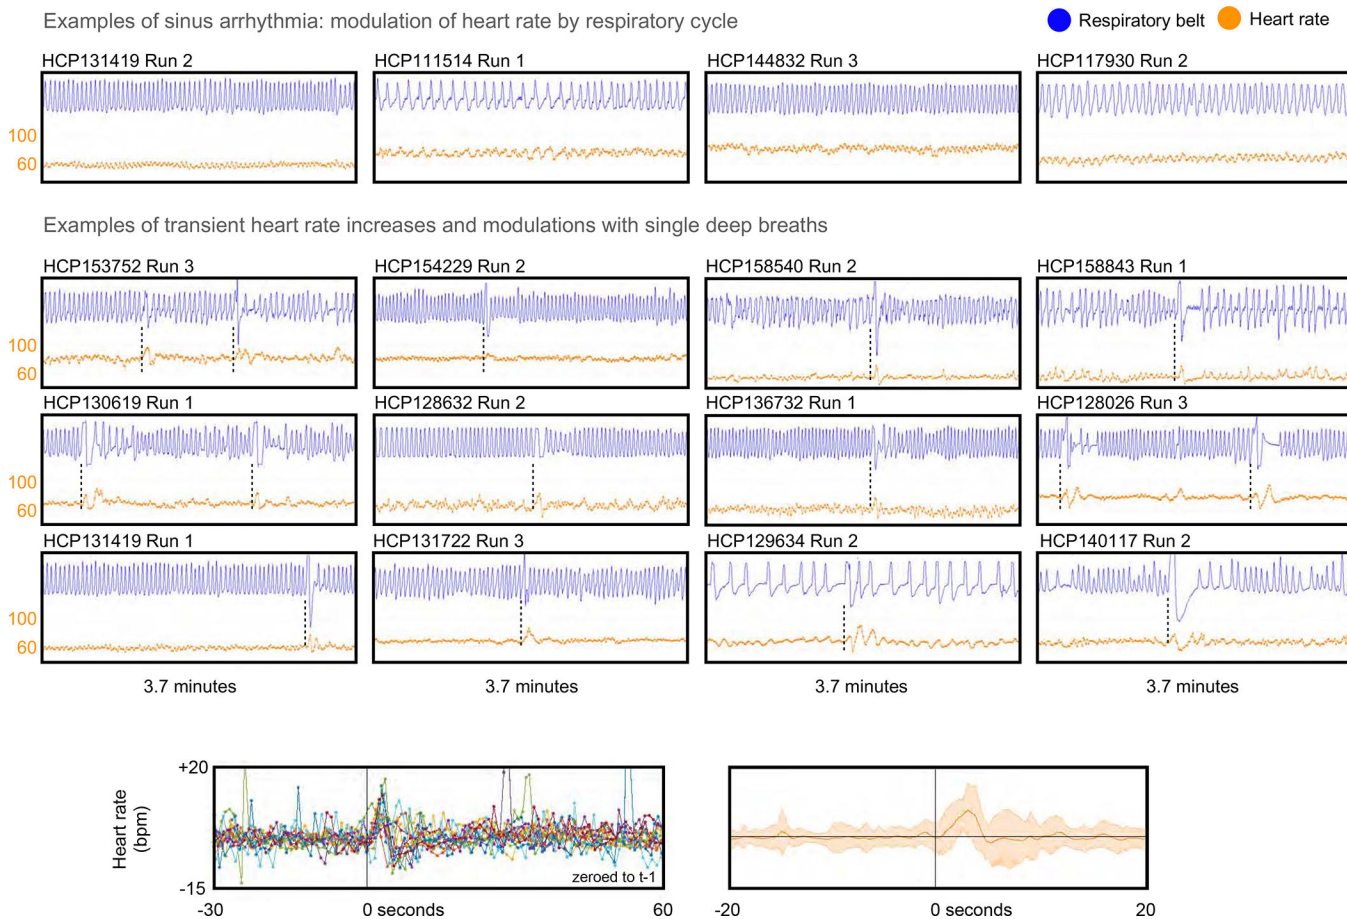 Examples of sinus arrhythmia: modulation of heart rate by respiratory cycle
Respiratory belt Heart rate
HCP131419 Run 2 HCP111514 Run 1 HCP144832 Run 3 HCP117930 Run 2
100
60
Examples of transient heart rate increases and modulations with single deep breaths
HCP153752 Run 3 HCP154229 Run 2 HCP158540 Run 2 HCP158843 Run 1
100
60
HCP130619 Run 1 HCP128632 Run 2 HCP136732 Run 1 HCP128026 Run 3
100
60
HCP131419 Run 1 HCP131722 Run 3 HCP129634 Run 2 HCP140117 Run 2
100
60
3.7 minutes 3.7 minutes 3.7 minutes 3.7 minutes
+20
Heart rate
(bpm)
zeroed to t-1
-15
-30 0 seconds 60 -20 0 seconds 20